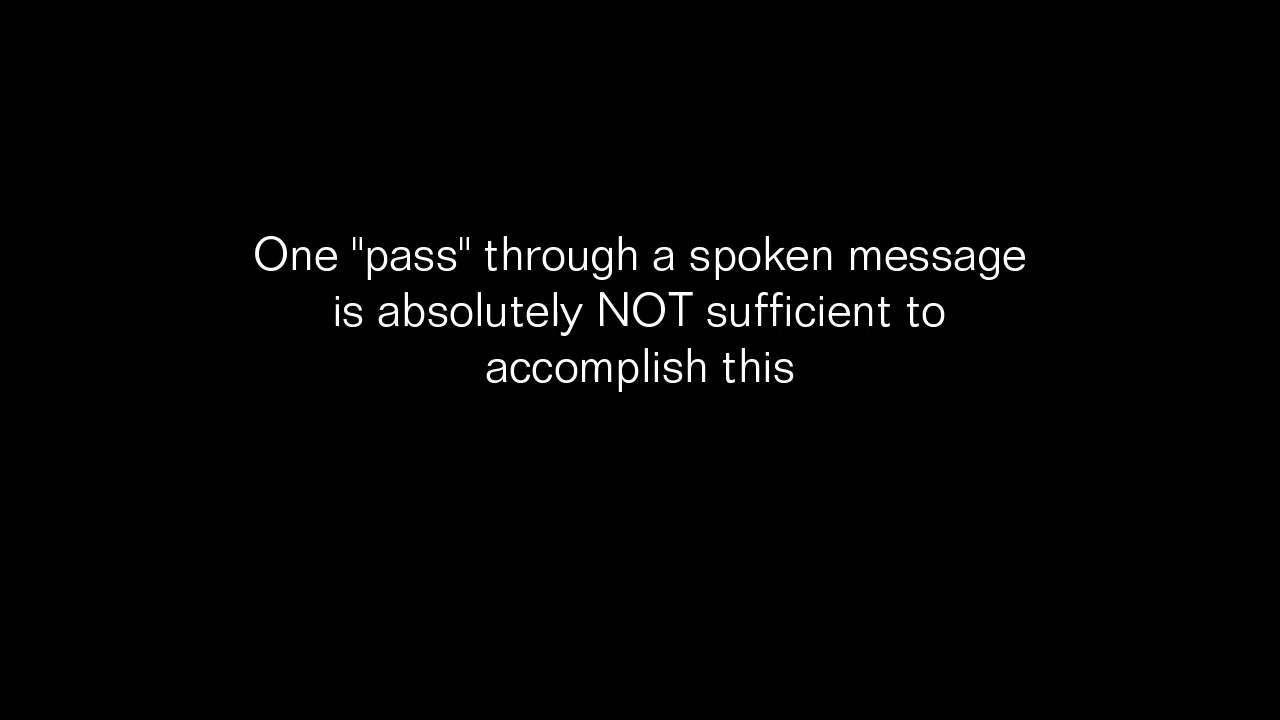 One "pass" through a spoken message
is absolutely NOT sufficient to
accomplish this